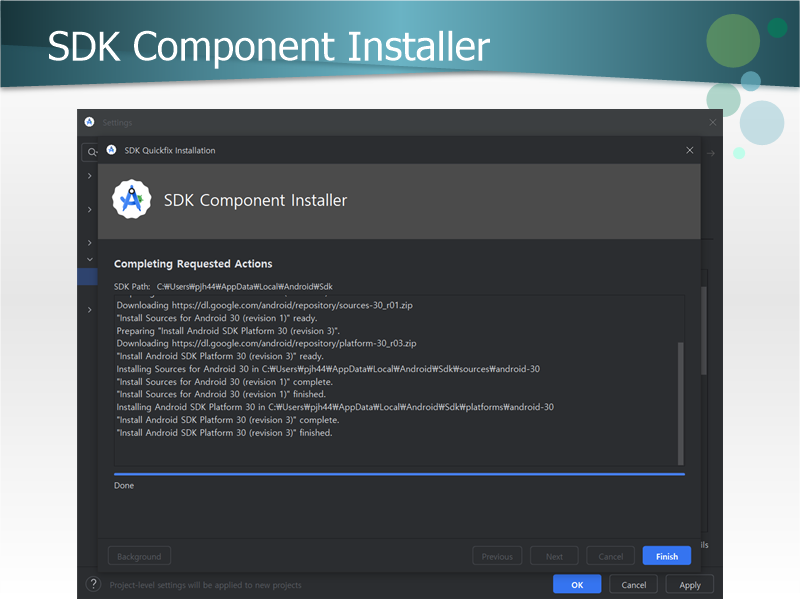 SDK Component Installer
Settings
SDK Quickfix Installation
SDK Component Installer
Completing Requested Actions
SDK Path: C:₩Users₩pjh44₩AppData₩Local₩Android₩Sdk
Downloading https://dl.google.com/android/repository/sources-30_r01.zip
"Install Sources for Android 30 (revision 1)" ready.
Preparing "Install Android SDK Platform 30 (revision 3)".
Downloading https://dl.google.com/android/repository/platform-30_r03.zip
"Install Android SDK Platform 30 (revision 3)" ready.
Installing Sources for Android 30 in C:₩Users₩pjh44₩AppData₩Local₩Android₩Sdk₩sources₩android-30
"Install Sources for Android 30 (revision 1)" complete.
"Install Sources for Android 30 (revision 1)" finished.
Installing Android SDK Platform 30 in C:₩Users₩pjh44₩AppData₩Local₩Android₩Sdk₩platforms₩android-30
"Install Android SDK Platform 30 (revision 3)" complete.
"Install Android SDK Platform 30 (revision 3)" finished.
Done
ils
Background Previous Next Cancel Finish
? Project-level settings will be applied to new projects OK Cancel Apply